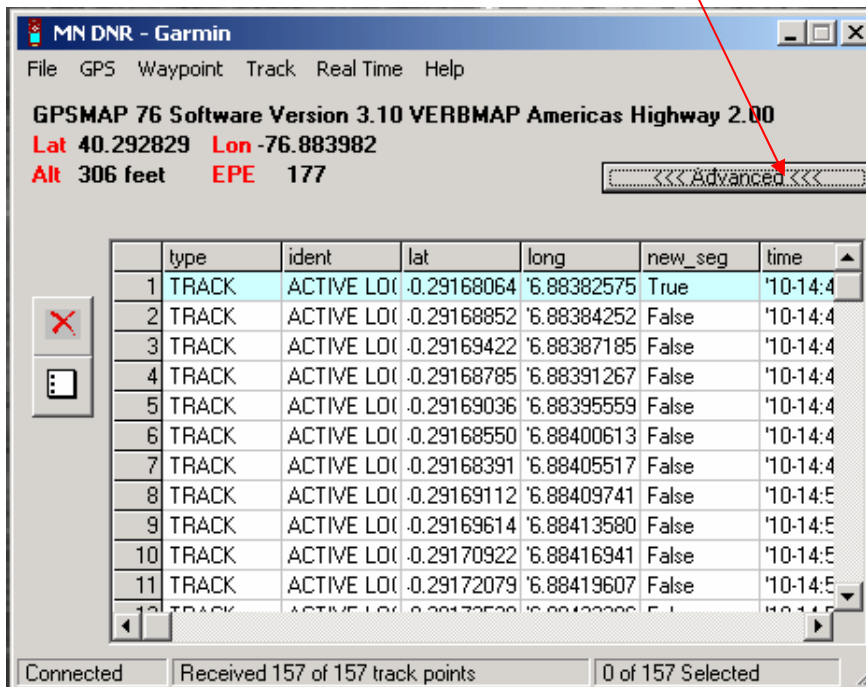 MN DNR - Garmin
File GPS Waypoint Track Real Time Help
GPSMAP 76 Software Version 3.10 VERBMAP Americas Highway 2.00
Lat 40.292829 Lon -76.883982
Alt 306 feet EPE 177
<<< Advanced <<<
type ident lat long new_seg time
1 TRACK ACTIVE LO( .0.29168064 '6.88382575 True '10-14:4
2 TRACK ACTIVE LO( .0.29168852 '6.88384252 False '10-14:4
3 TRACK ACTIVE LO( .0.29169422 '6.88387185 False '10-14:4
4 TRACK ACTIVE LO( .0.29168785 '6.88391267 False '10-14:4
5 TRACK ACTIVE LO( .0.29169036 '6.88395559 False '10-14:4
6 TRACK ACTIVE LO( .0.29168550 '6.88400613 False '10-14:4
7 TRACK ACTIVE LO( .0.29168391 '6.88405517 False '10-14:4
8 TRACK ACTIVE LO( .0.29169112 '6.88409741 False '10-14:5
9 TRACK ACTIVE LO( .0.29169614 '6.88413580 False '10-14:5
10 TRACK ACTIVE LO( .0.29170922 '6.88416941 False '10-14:5
11 TRACK ACTIVE LO( .0.29172079 '6.88419607 False '10-14:5
Connected Received 157 of 157 track points 0 of 157 Selected